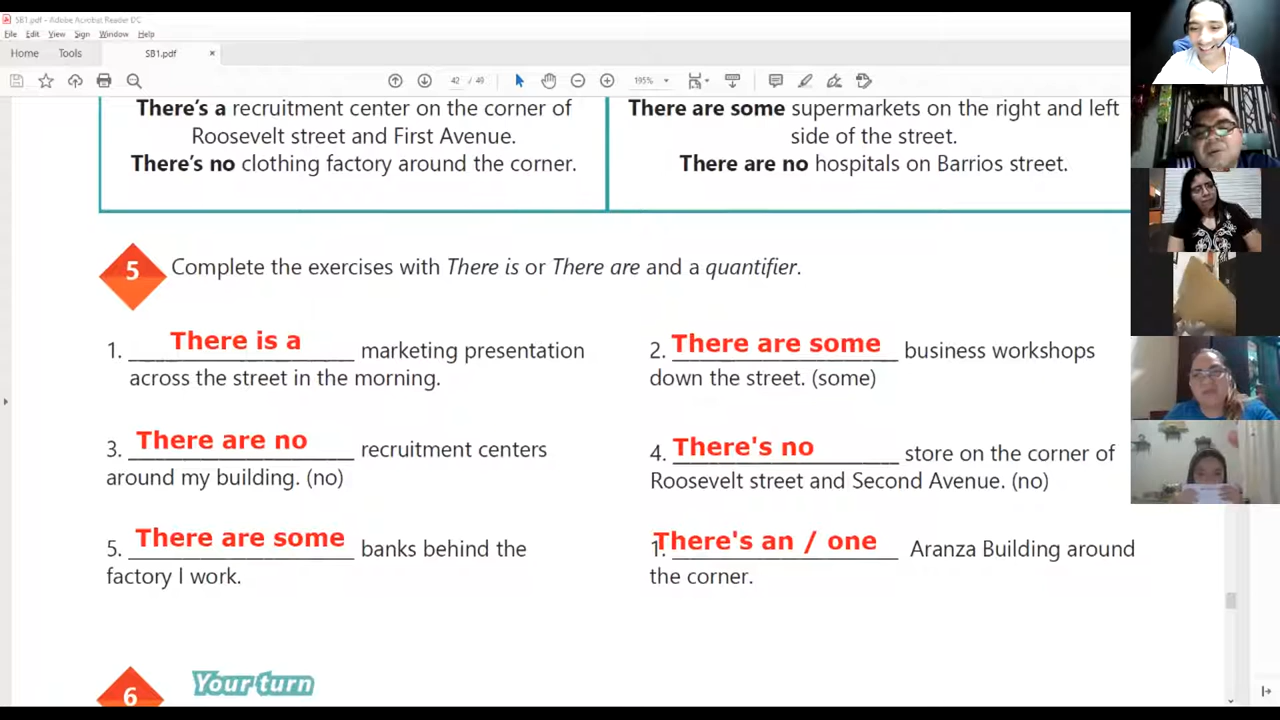 SB1.pdf - Adobe Acrobat Reader DC
File Edit View Sign Window Help
Home Tools SB1.pdf ×
42 / 49 195%
There's a recruitment center on the corner of
Roosevelt street and First Avenue.
There's no clothing factory around the corner.
There are some supermarkets on the right and left
side of the street.
There are no hospitals on Barrios street.
5 Complete the exercises with There is or There are and a quantifier.
1. There is a marketing presentation
across the street in the morning.
2. There are some business workshops
down the street. (some)
3. There are no recruitment centers
around my building. (no)
4. There's no store on the corner of
Roosevelt street and Second Avenue. (no)
5. There are some banks behind the
factory I work.
1. There's an / one Aranza Building around
the corner.
6 Your turn